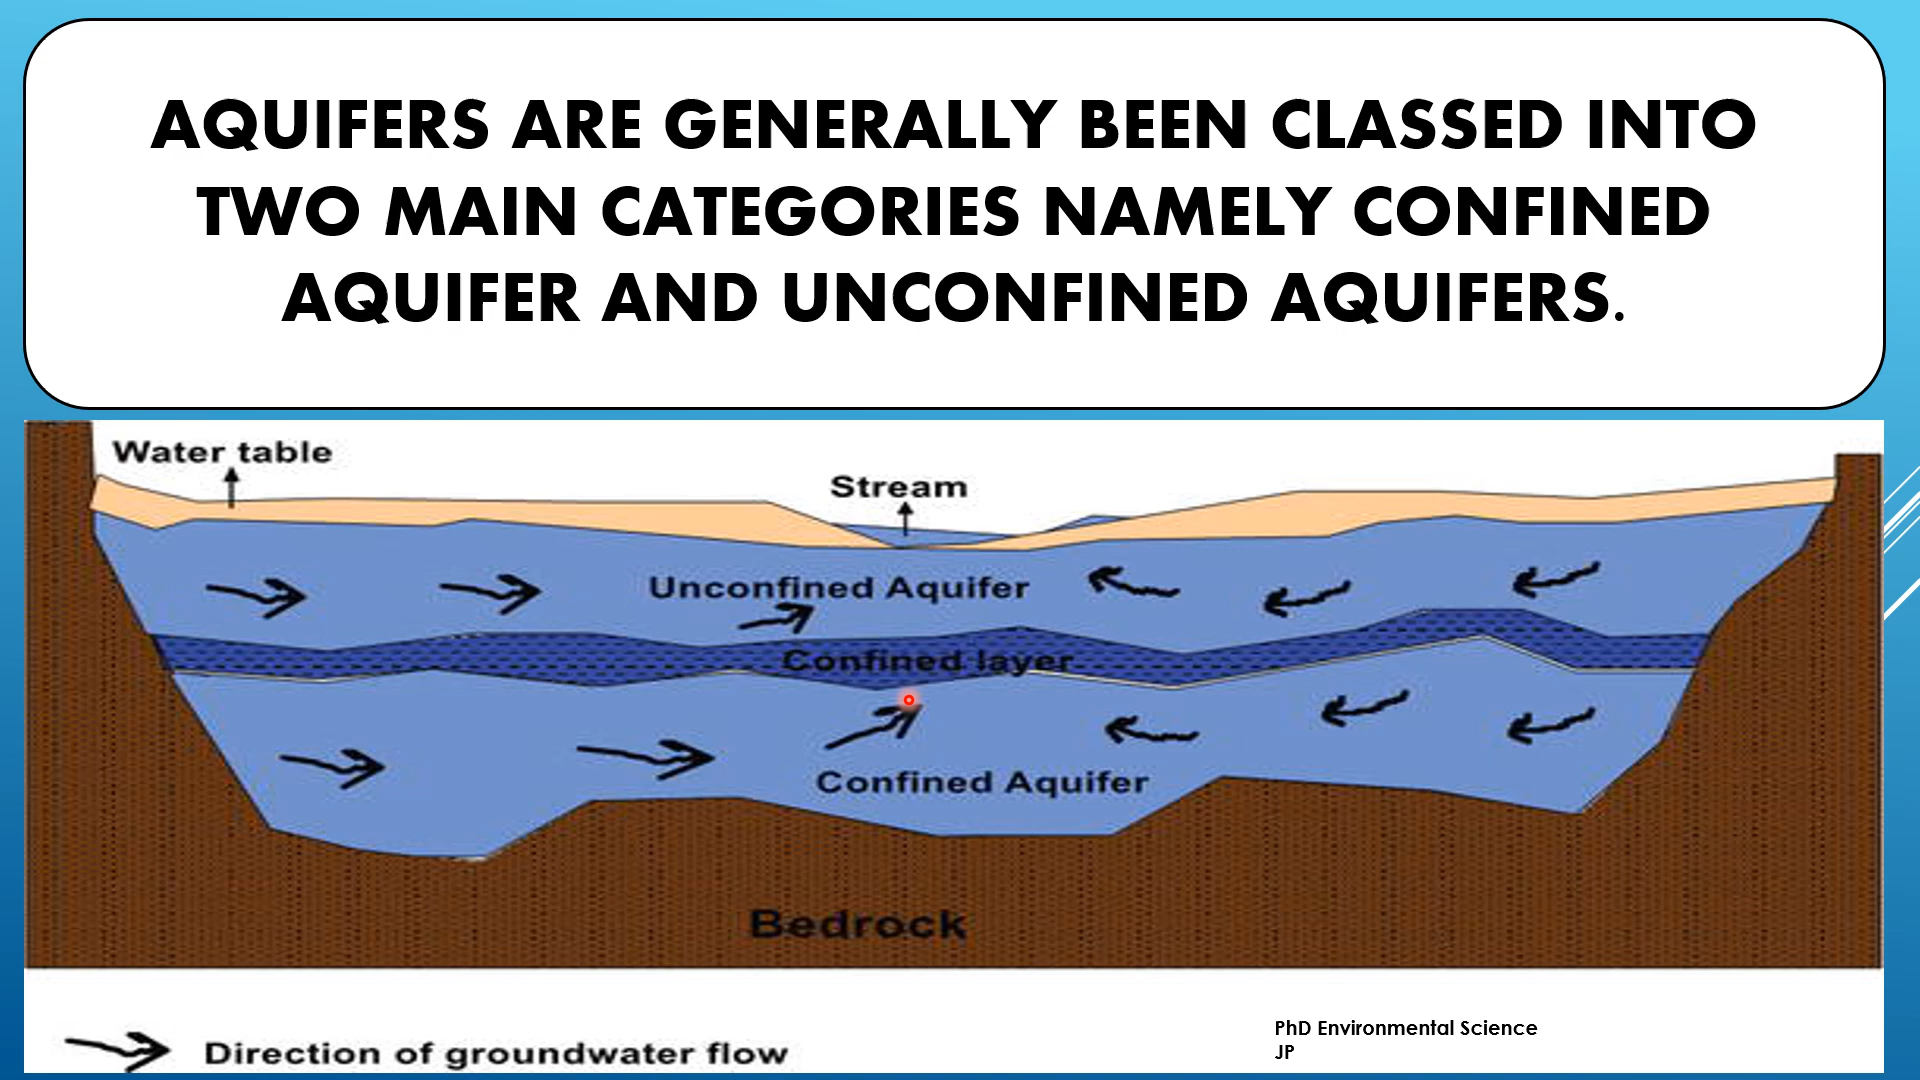 AQUIFERS ARE GENERALLY BEEN CLASSED INTO
TWO MAIN CATEGORIES NAMELY CONFINED
AQUIFER AND UNCONFINED AQUIFERS.
Water table
Stream
Unconfined Aquifer
Confined layer
Confined Aquifer
Bedrock
Direction of groundwater flow
PhD Environmental Science
JP